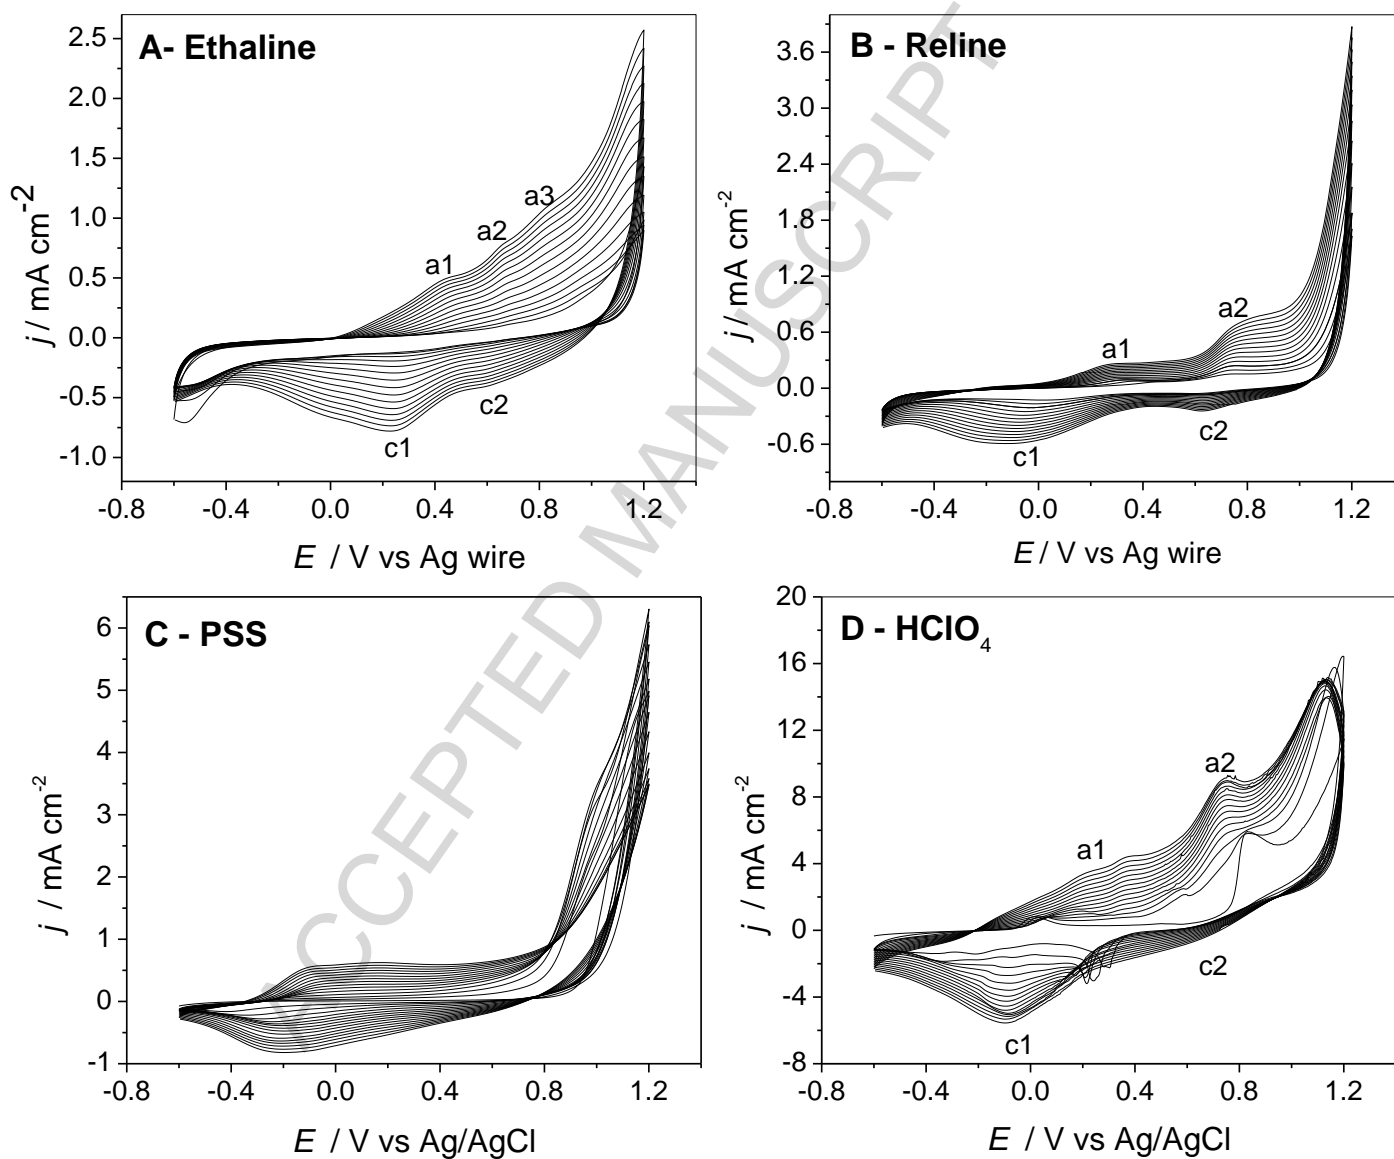 A- Ethaline
2.5
2.0
1.5
1.0
0.5
0.0
-0.5
-1.0
j / mA cm-2
a1
a2
a3
c1
c2
-0.8 -0.4 0.0 0.4 0.8 1.2
E / V vs Ag wire
B - Reline
3.6
3.0
2.4
1.8
1.2
0.6
0.0
-0.6
j / mA cm-2
a1
a2
c1
c2
-0.8 -0.4 0.0 0.4 0.8 1.2
E / V vs Ag wire
C - PSS
6
5
4
3
2
1
0
-1
j / mA cm-2
-0.8 -0.4 0.0 0.4 0.8 1.2
E / V vs Ag/AgCl
D - HClO4
20
16
12
8
4
0
-4
-8
j / mA cm-2
a1
a2
c1
c2
-0.8 -0.4 0.0 0.4 0.8 1.2
E / V vs Ag/AgCl
ACCEPTED MANUSCRIPT